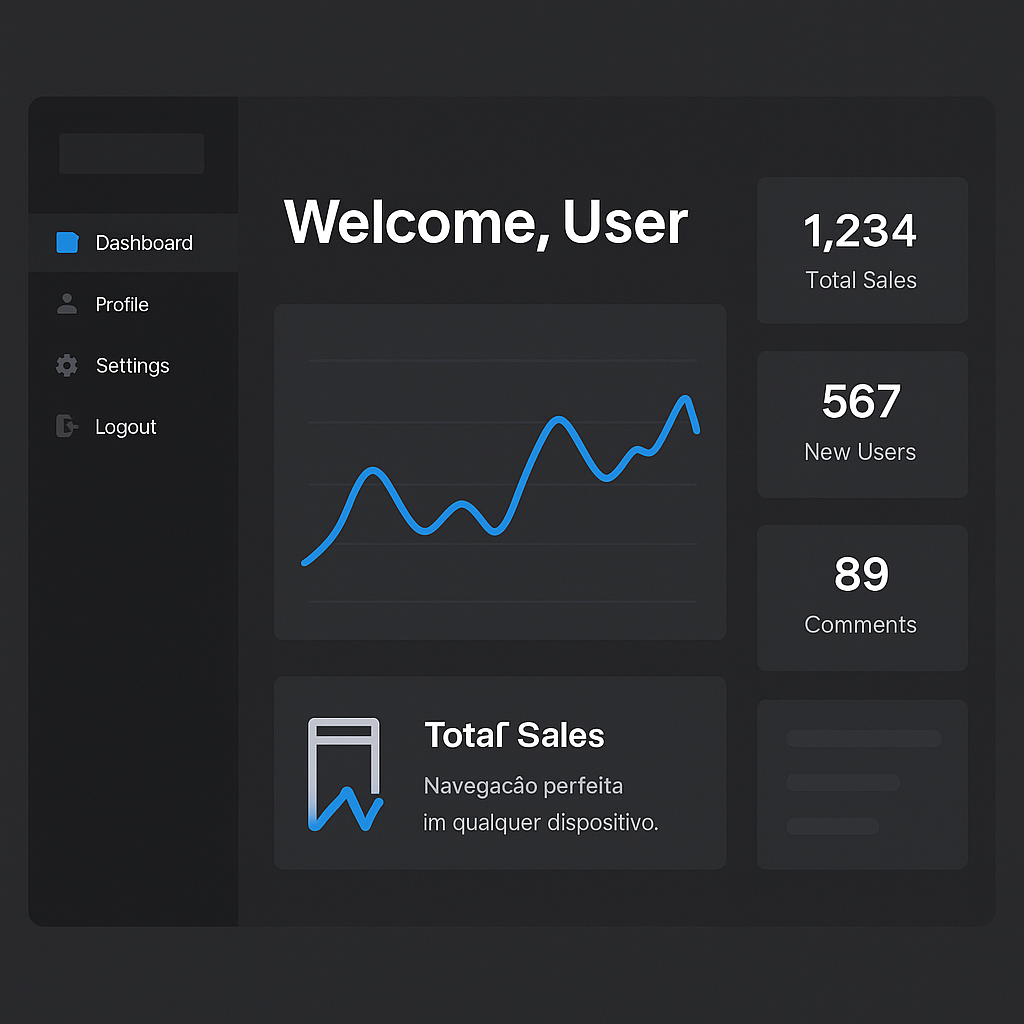 Dashboard
Profile
Settings
Logout
Welcome, User
1,234
Total Sales
567
New Users
89
Comments
Totaſ Sales
Navegacâo perfeita
im qualquer dispositivo.